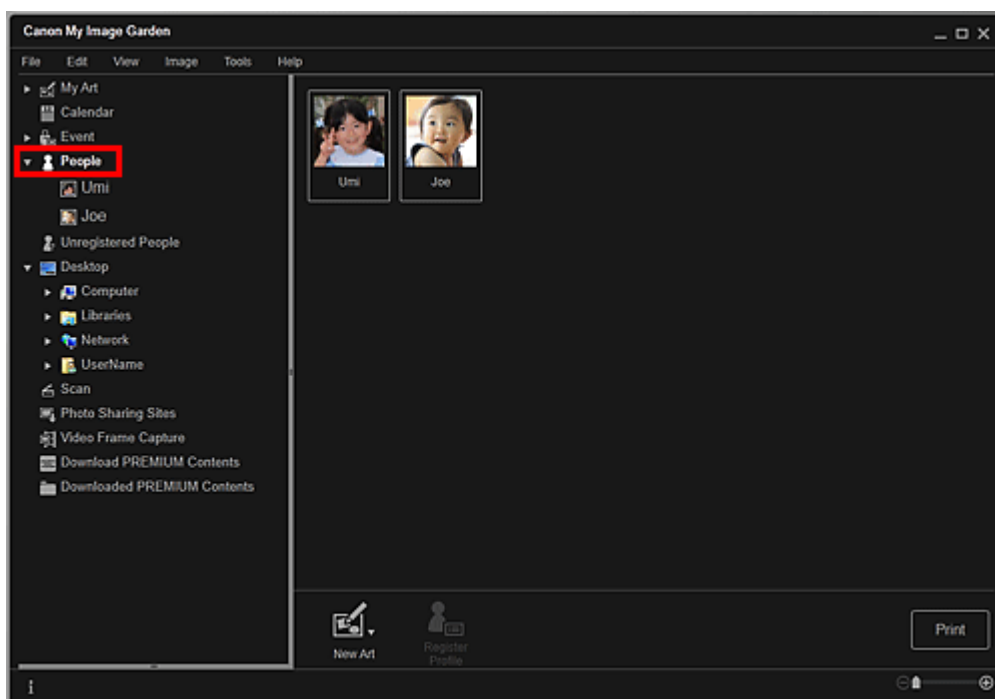 Canon My Image Garden
File Edit View Image Tools Help
My Art
Calendar
Event
People
Umi
Joe
Unregistered People
Desktop
Computer
Libraries
Network
UserName
Scan
Photo Sharing Sites
Video Frame Capture
Download PREMIUM Contents
Downloaded PREMIUM Contents
Umi Joe
New Art
Register
Profile
Print